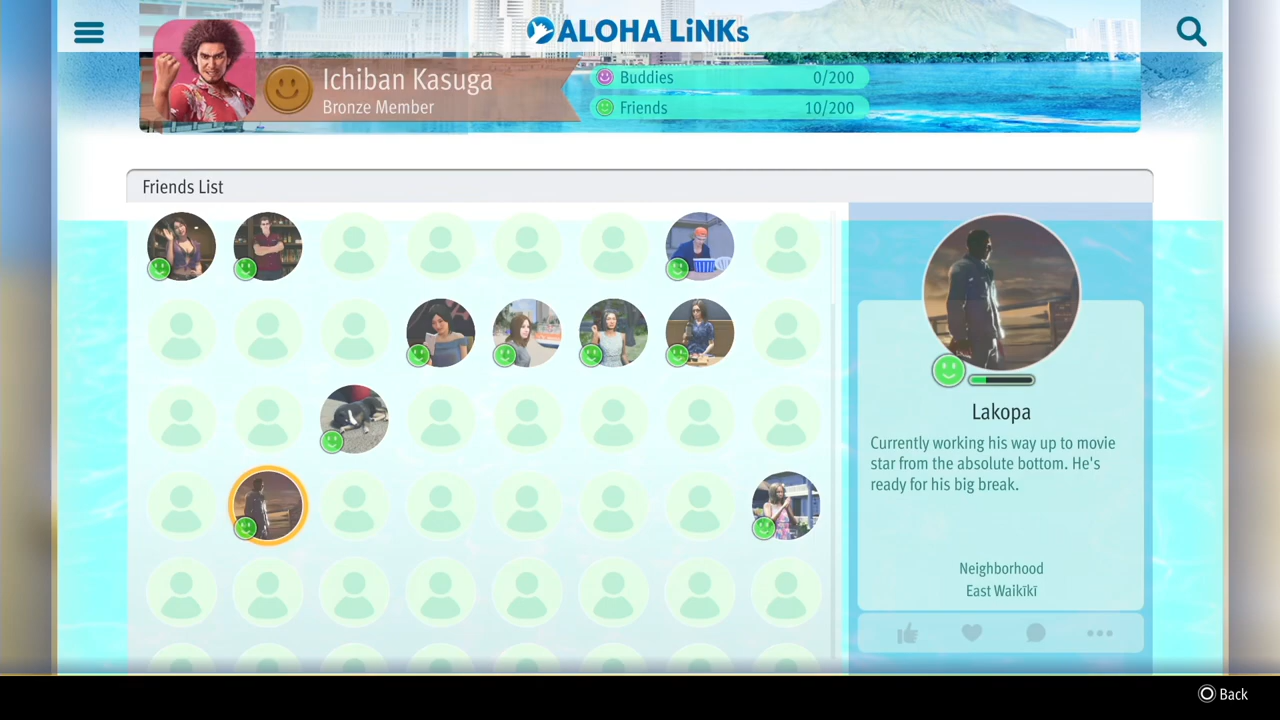 ALOHA LiNKs
Ichiban Kasuga
Bronze Member
Buddies 0/200
Friends 10/200
Friends List
Lakopa
Currently working his way up to movie
star from the absolute bottom. He's
ready for his big break.
Neighborhood
East Waikīkī
Back